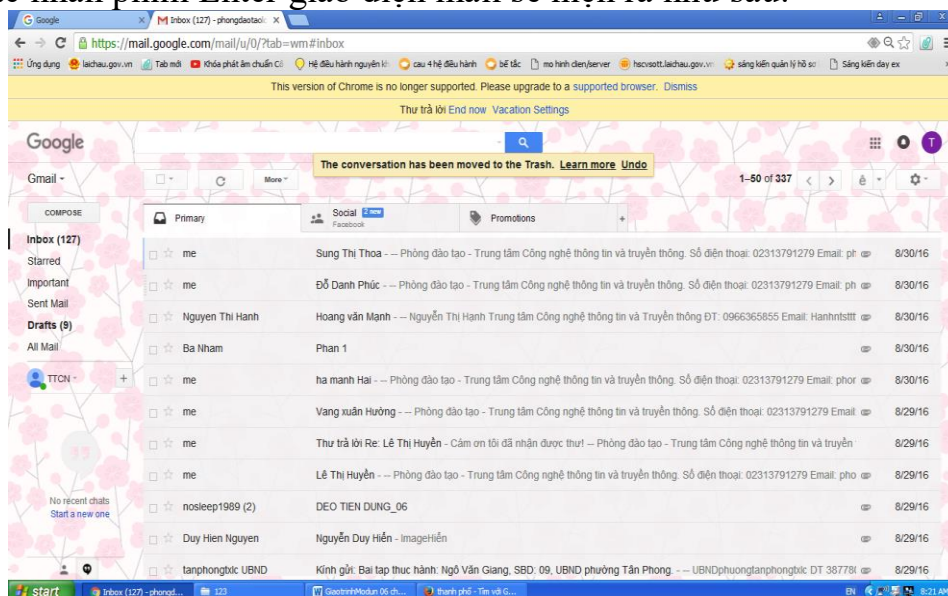 nhấn phím Enter giao diện màn sẽ hiện ra như sau:
Google
Inbox (127) - phongdaotaolc
https://mail.google.com/mail/u/0/?tab=wm#inbox
Ứng dụng laichau.gov.vn Tab mới Khóa phát âm chuẩn Cả Hệ điều hành nguyên lý cau 4 hệ điều hành bế tắc mo hinh clien/server hscvsott.laichau.gov.vn sáng kiến quản lý hồ sơ Sáng kiến day ex
This version of Chrome is no longer supported. Please upgrade to a supported browser. Dismiss
Thư trả lời End now Vacation Settings
Google
T
The conversation has been moved to the Trash. Learn more Undo
Gmail
More
1–50 of 337
ê
COMPOSE
Primary
Social 2 new
Facebook
Promotions
+
Inbox (127)
Starred
Important
Sent Mail
Drafts (9)
All Mail
TTCN
+
No recent chats
Start a new one
me Sung Thị Thoa - -- Phòng đào tạo - Trung tâm Công nghệ thông tin và truyền thông. Số điện thoại: 02313791279 Email: ph 8/30/16
me Đỗ Danh Phúc - -- Phòng đào tạo - Trung tâm Công nghệ thông tin và truyền thông. Số điện thoại: 02313791279 Email: ph 8/30/16
Nguyen Thi Hanh Hoang văn Mạnh - -- Nguyễn Thị Hạnh Trung tâm Công nghệ thông tin và Truyền thông ĐT: 0966365855 Email: Hanhntsttt 8/30/16
Ba Nham Phan 1 8/30/16
me ha manh Hai - -- Phòng đào tạo - Trung tâm Công nghệ thông tin và truyền thông. Số điện thoại: 02313791279 Email: phor 8/30/16
me Vang xuân Hường - -- Phòng đào tạo - Trung tâm Công nghệ thông tin và truyền thông. Số điện thoại: 02313791279 Email: 8/29/16
me Thư trả lời Re: Lê Thị Huyền - Cảm ơn tôi đã nhận được thư! -- Phòng đào tạo - Trung tâm Công nghệ thông tin và truyền 8/29/16
me Lê Thị Huyền - -- Phòng đào tạo - Trung tâm Công nghệ thông tin và truyền thông. Số điện thoại: 02313791279 Email: pho 8/29/16
nosleep1989 (2) DEO TIEN DUNG_06 8/29/16
Duy Hien Nguyen Nguyễn Duy Hiển - ImageHiển 8/29/16
tanphongtxlc UBND Kính gửi: Bai tap thuc hành: Ngô Văn Giang, SBD: 09, UBND phường Tân Phong. - -- UBNDphuongtanphongtxlc DT 387778 8/29/16
start
Inbox (127) - phongd...
123
GiaotrinhModun 06 ch...
thanh phố - Tìm với G...
EN
8:21 AM